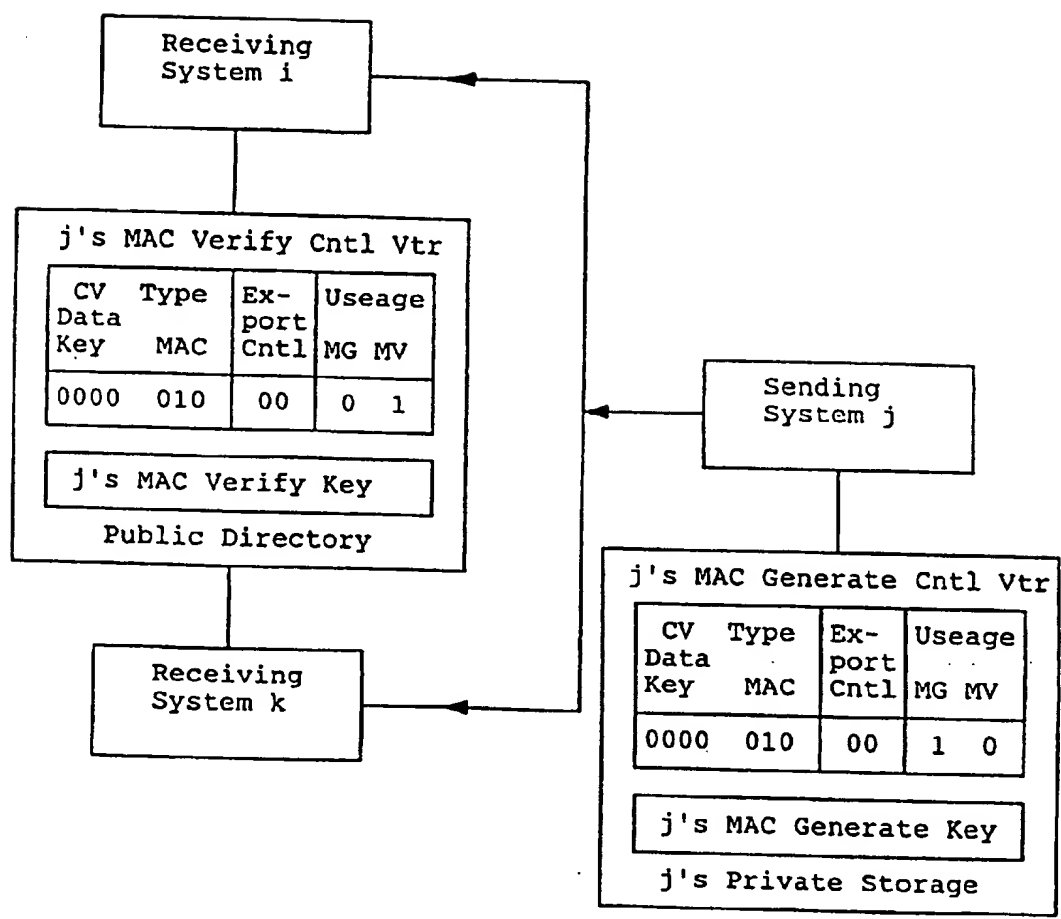 Receiving
System i
j's MAC Verify Cntl Vtr
CV Type Ex- Useage
Data port
Key MAC Cntl MG MV
0000 010 00 0 1
j's MAC Verify Key
Public Directory
Sending
System j
Receiving
System k
j's MAC Generate Cntl Vtr
CV Type Ex- Useage
Data port
Key MAC Cntl MG MV
0000 010 00 1 0
j's MAC Generate Key
j's Private Storage